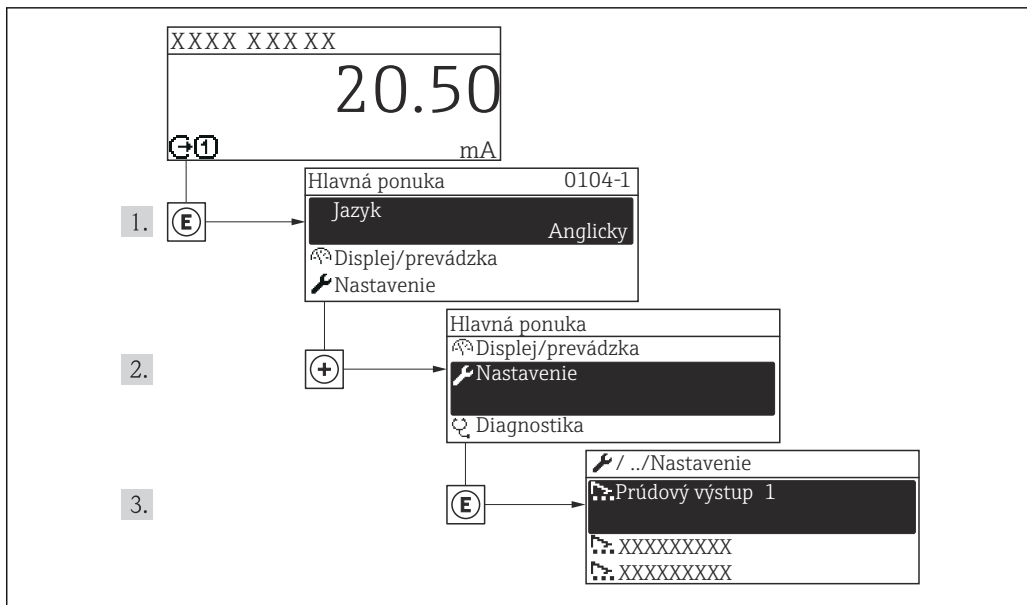 XXXX XXX XX
20.50
mA
1
1.
E
Hlavná ponuka 0104-1
Jazyk
Anglicky
Displej/prevádzka
Nastavenie
2.
+
Hlavná ponuka
Displej/prevádzka
Nastavenie
Diagnostika
3.
E
/ ../Nastavenie
Prúdový výstup 1
XXXXXXXXX
XXXXXXXXX